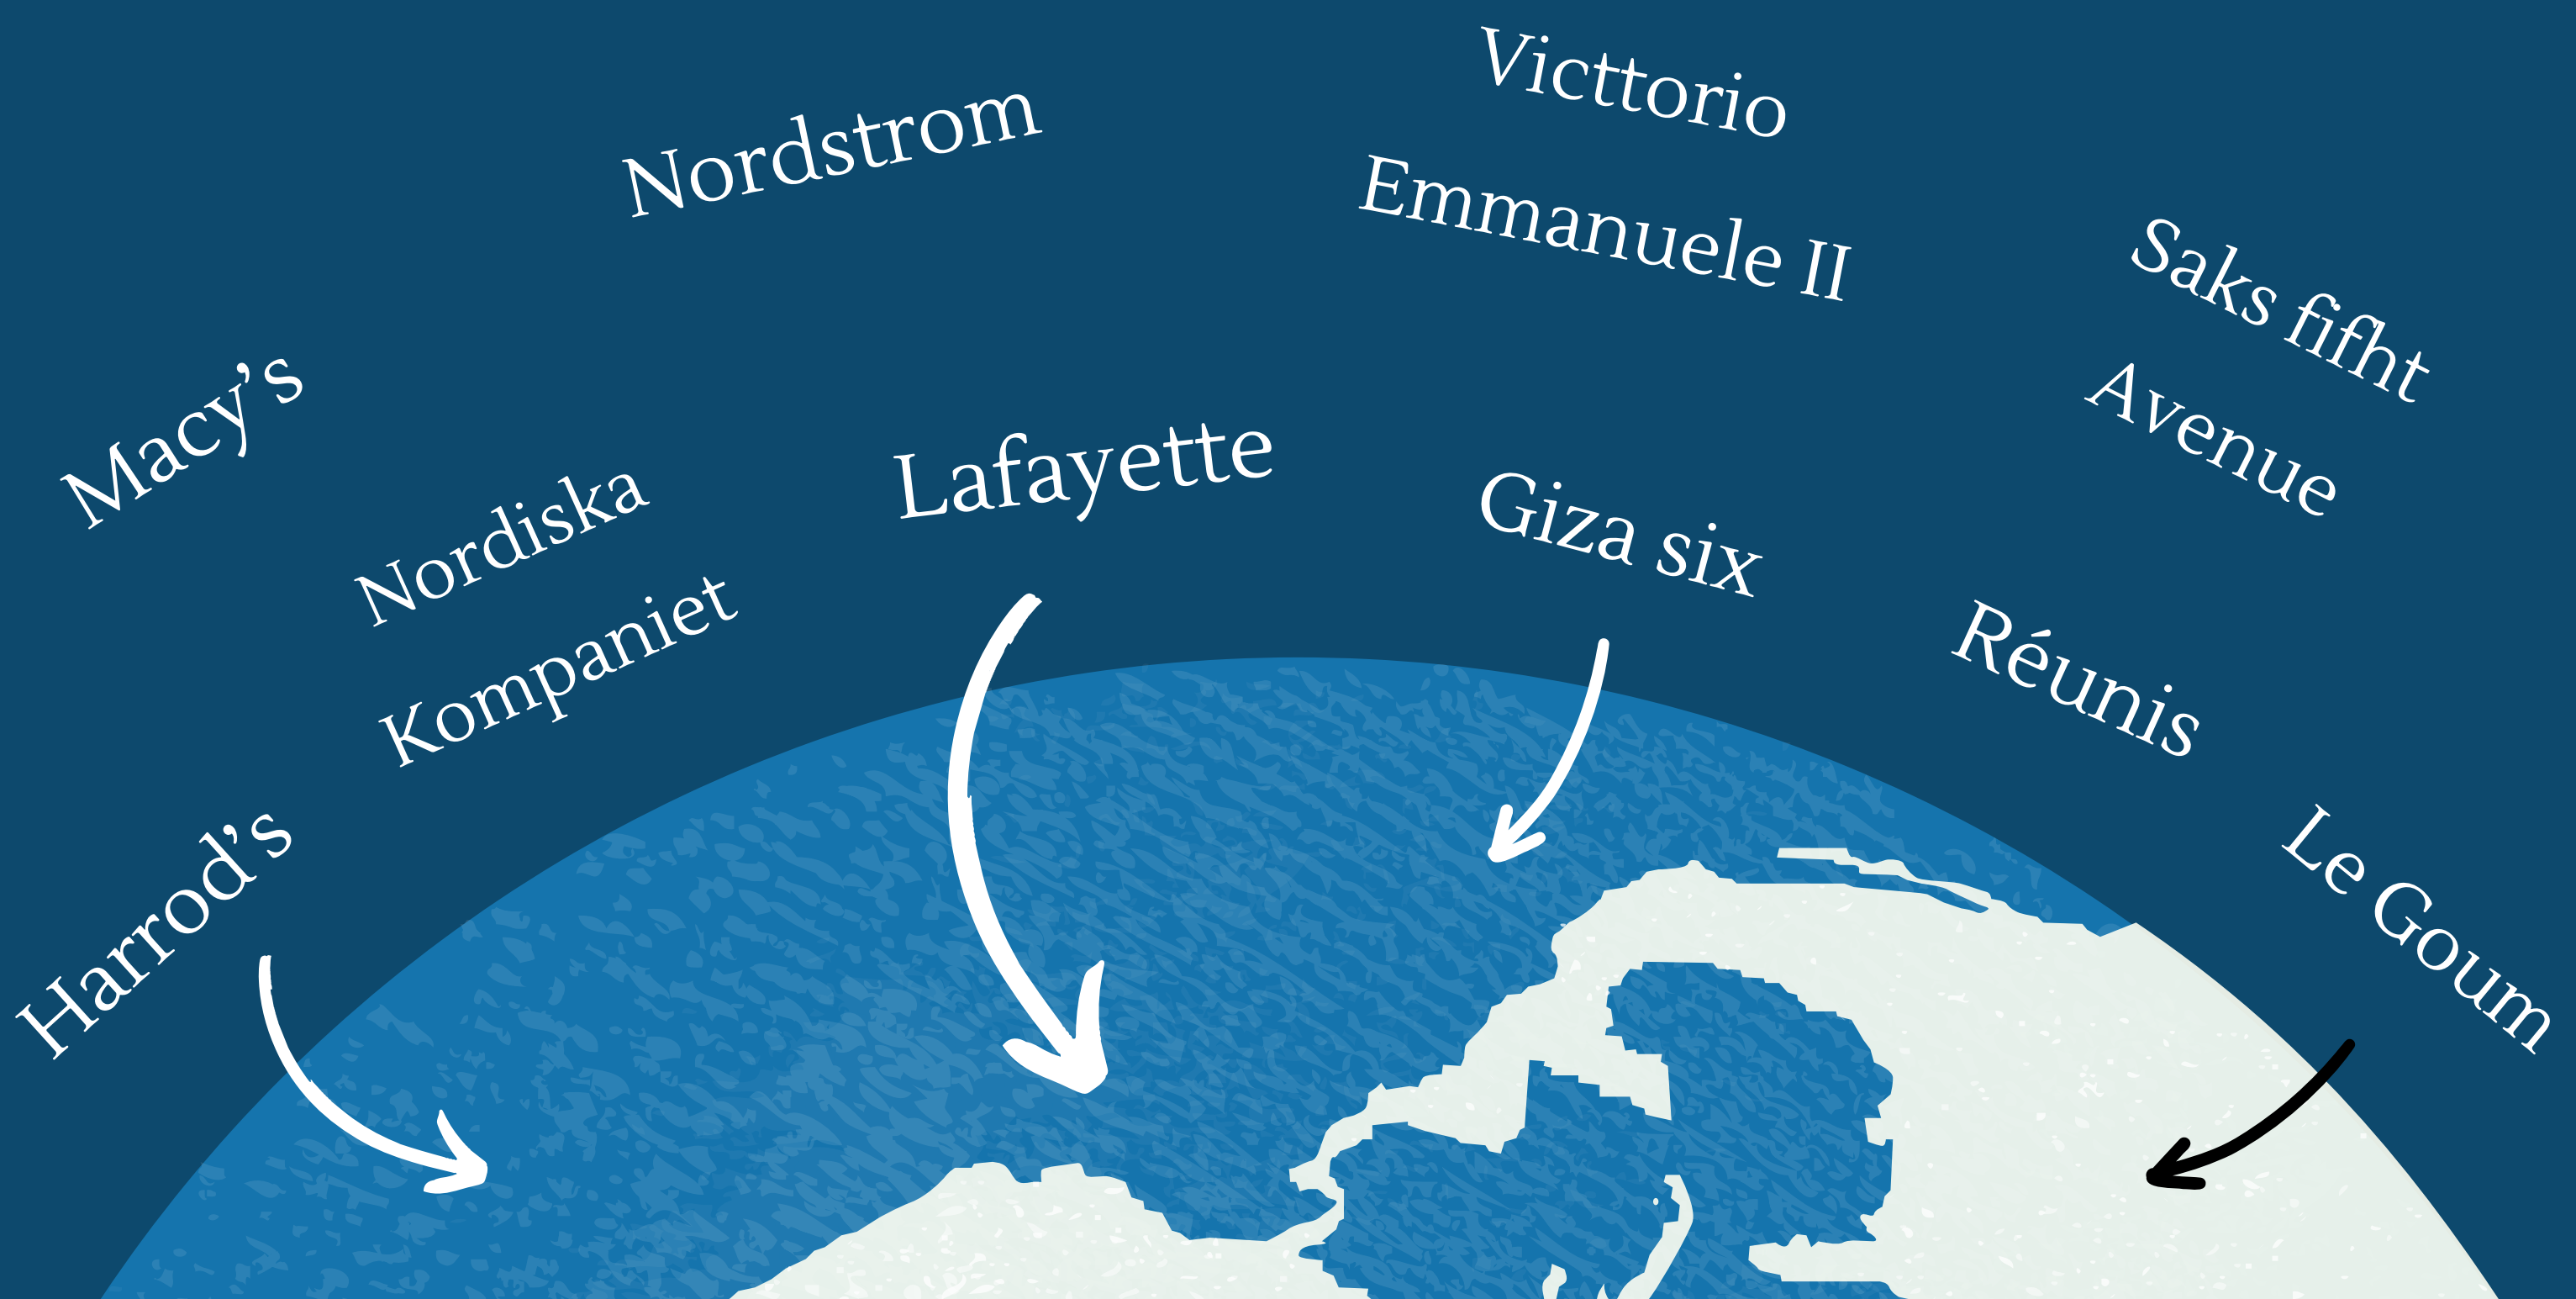 Victtorio
Emmanuele II
Nordstrom
Saks fifht
Avenue
Macy's
Lafayette
Nordiska
Kompaniet
Giza six
Réunis
Harrod's
Le Goum